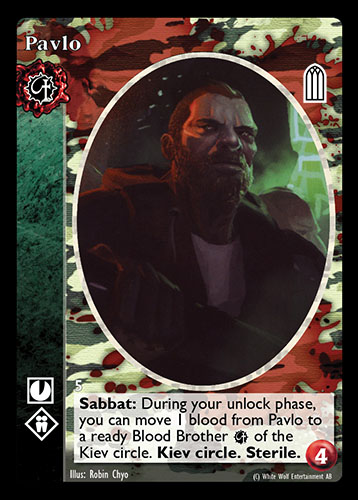 Pavlo
5
Sabbat: During your unlock phase,
you can move 1 blood from Pavlo to
a ready Blood Brother of the
Kiev circle. Kiev circle. Sterile.
4
Illus: Robin Chyo
(C) White Wolf Entertainment AB